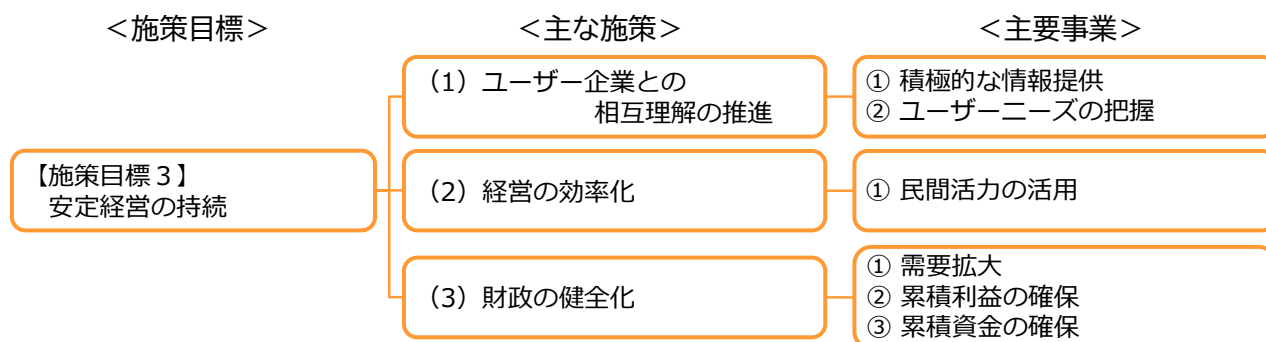 ＜施策目標＞
＜主な施策＞
＜主要事業＞
【施策目標３】
安定経営の持続
（1）ユーザー企業との
相互理解の推進
① 積極的な情報提供
② ユーザーニーズの把握
（2）経営の効率化
① 民間活力の活用
（3）財政の健全化
① 需要拡大
② 累積利益の確保
③ 累積資金の確保